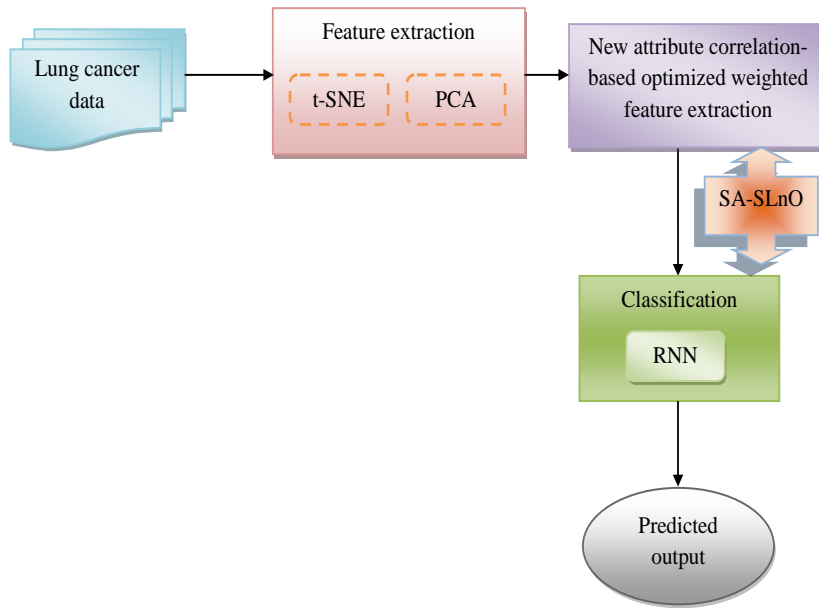 Lung cancer
data
Feature extraction
t-SNE
PCA
New attribute correlation-
based optimized weighted
feature extraction
SA-SLnO
Classification
RNN
Predicted
output